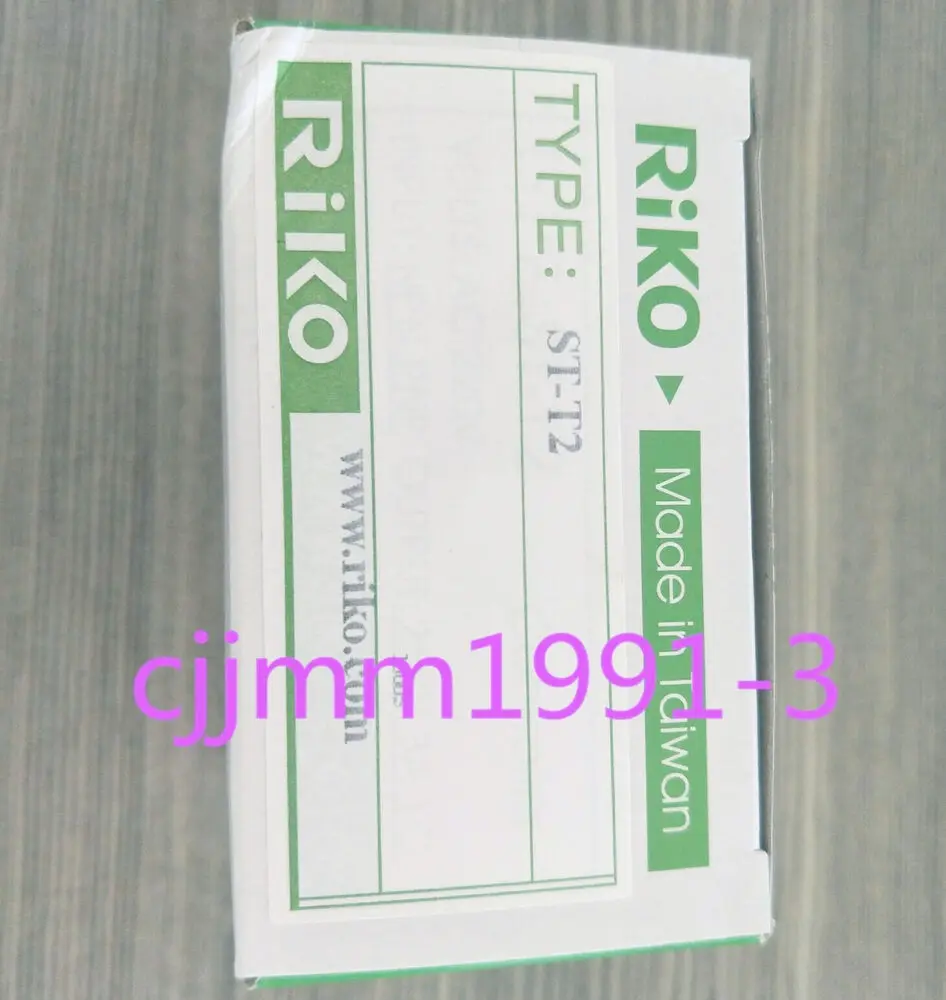 RiKO ▶ Made in Taiwan
TYPE: ST-T2
RiKO www.riko.com
cjjmm1991-3